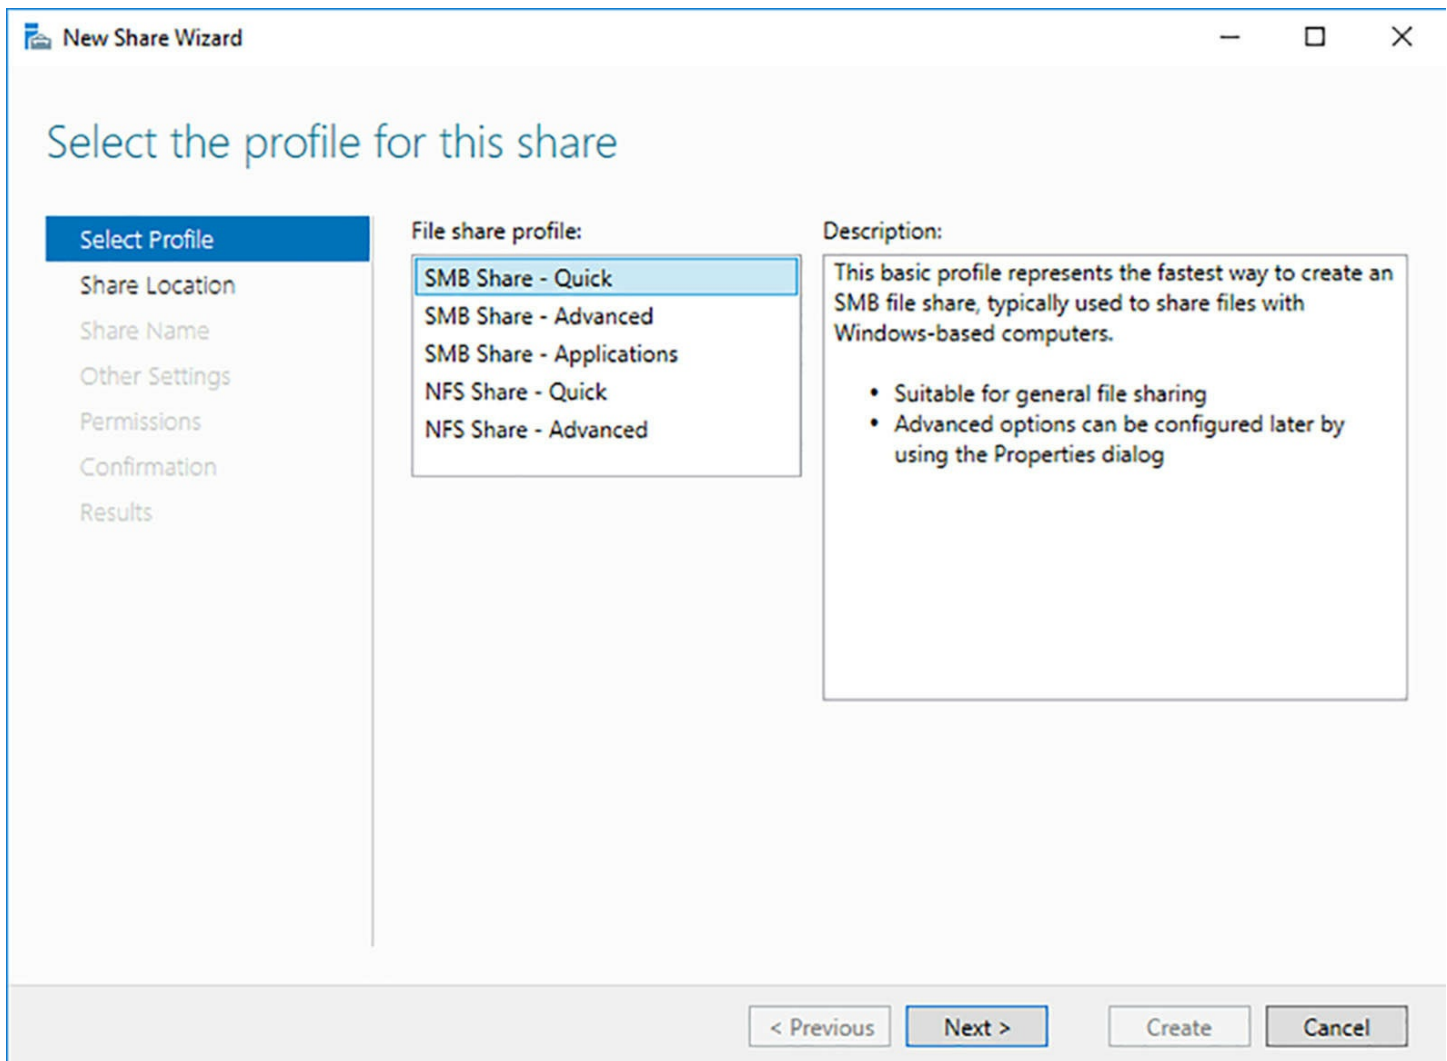 New Share Wizard
Select the profile for this share
Select Profile
Share Location
Share Name
Other Settings
Permissions
Confirmation
Results
File share profile:
SMB Share - Quick
SMB Share - Advanced
SMB Share - Applications
NFS Share - Quick
NFS Share - Advanced
Description:
This basic profile represents the fastest way to create an
SMB file share, typically used to share files with
Windows-based computers.
• Suitable for general file sharing
• Advanced options can be configured later by
using the Properties dialog
< Previous
Next >
Create
Cancel